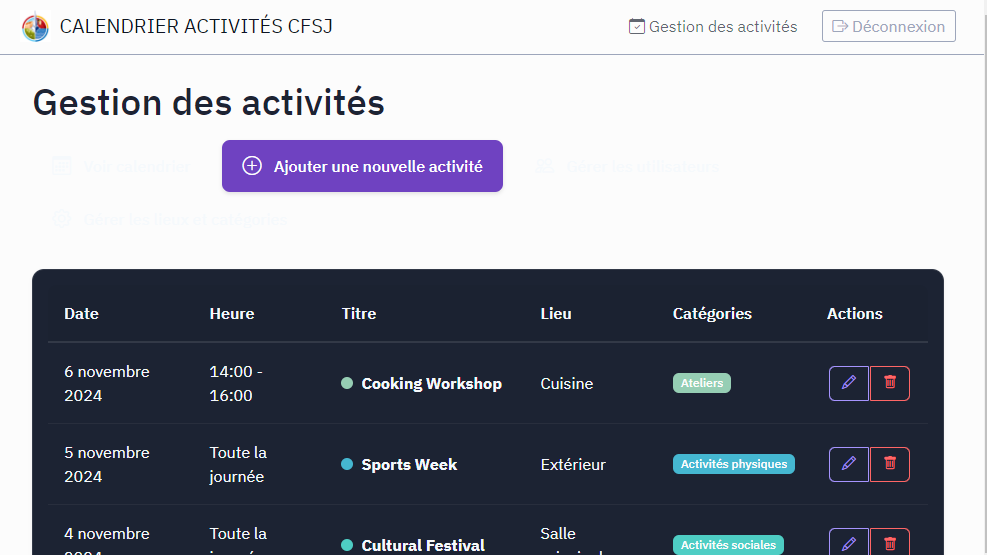 CALENDRIER ACTIVITÉS CFSJ
Gestion des activités
Déconnexion
Gestion des activités
Voir calendrier
Ajouter une nouvelle activité
Gérer les utilisateurs
Gérer les lieux et catégories
Date Heure Titre Lieu Catégories Actions
6 novembre 2024
14:00 -
16:00
Cooking Workshop
Cuisine
Ateliers
5 novembre
2024
Toute la
journée
Sports Week
Extérieur
Activités physiques
4 novembre
2024
Toute la
journée
Cultural Festival
Salle
Activités sociales